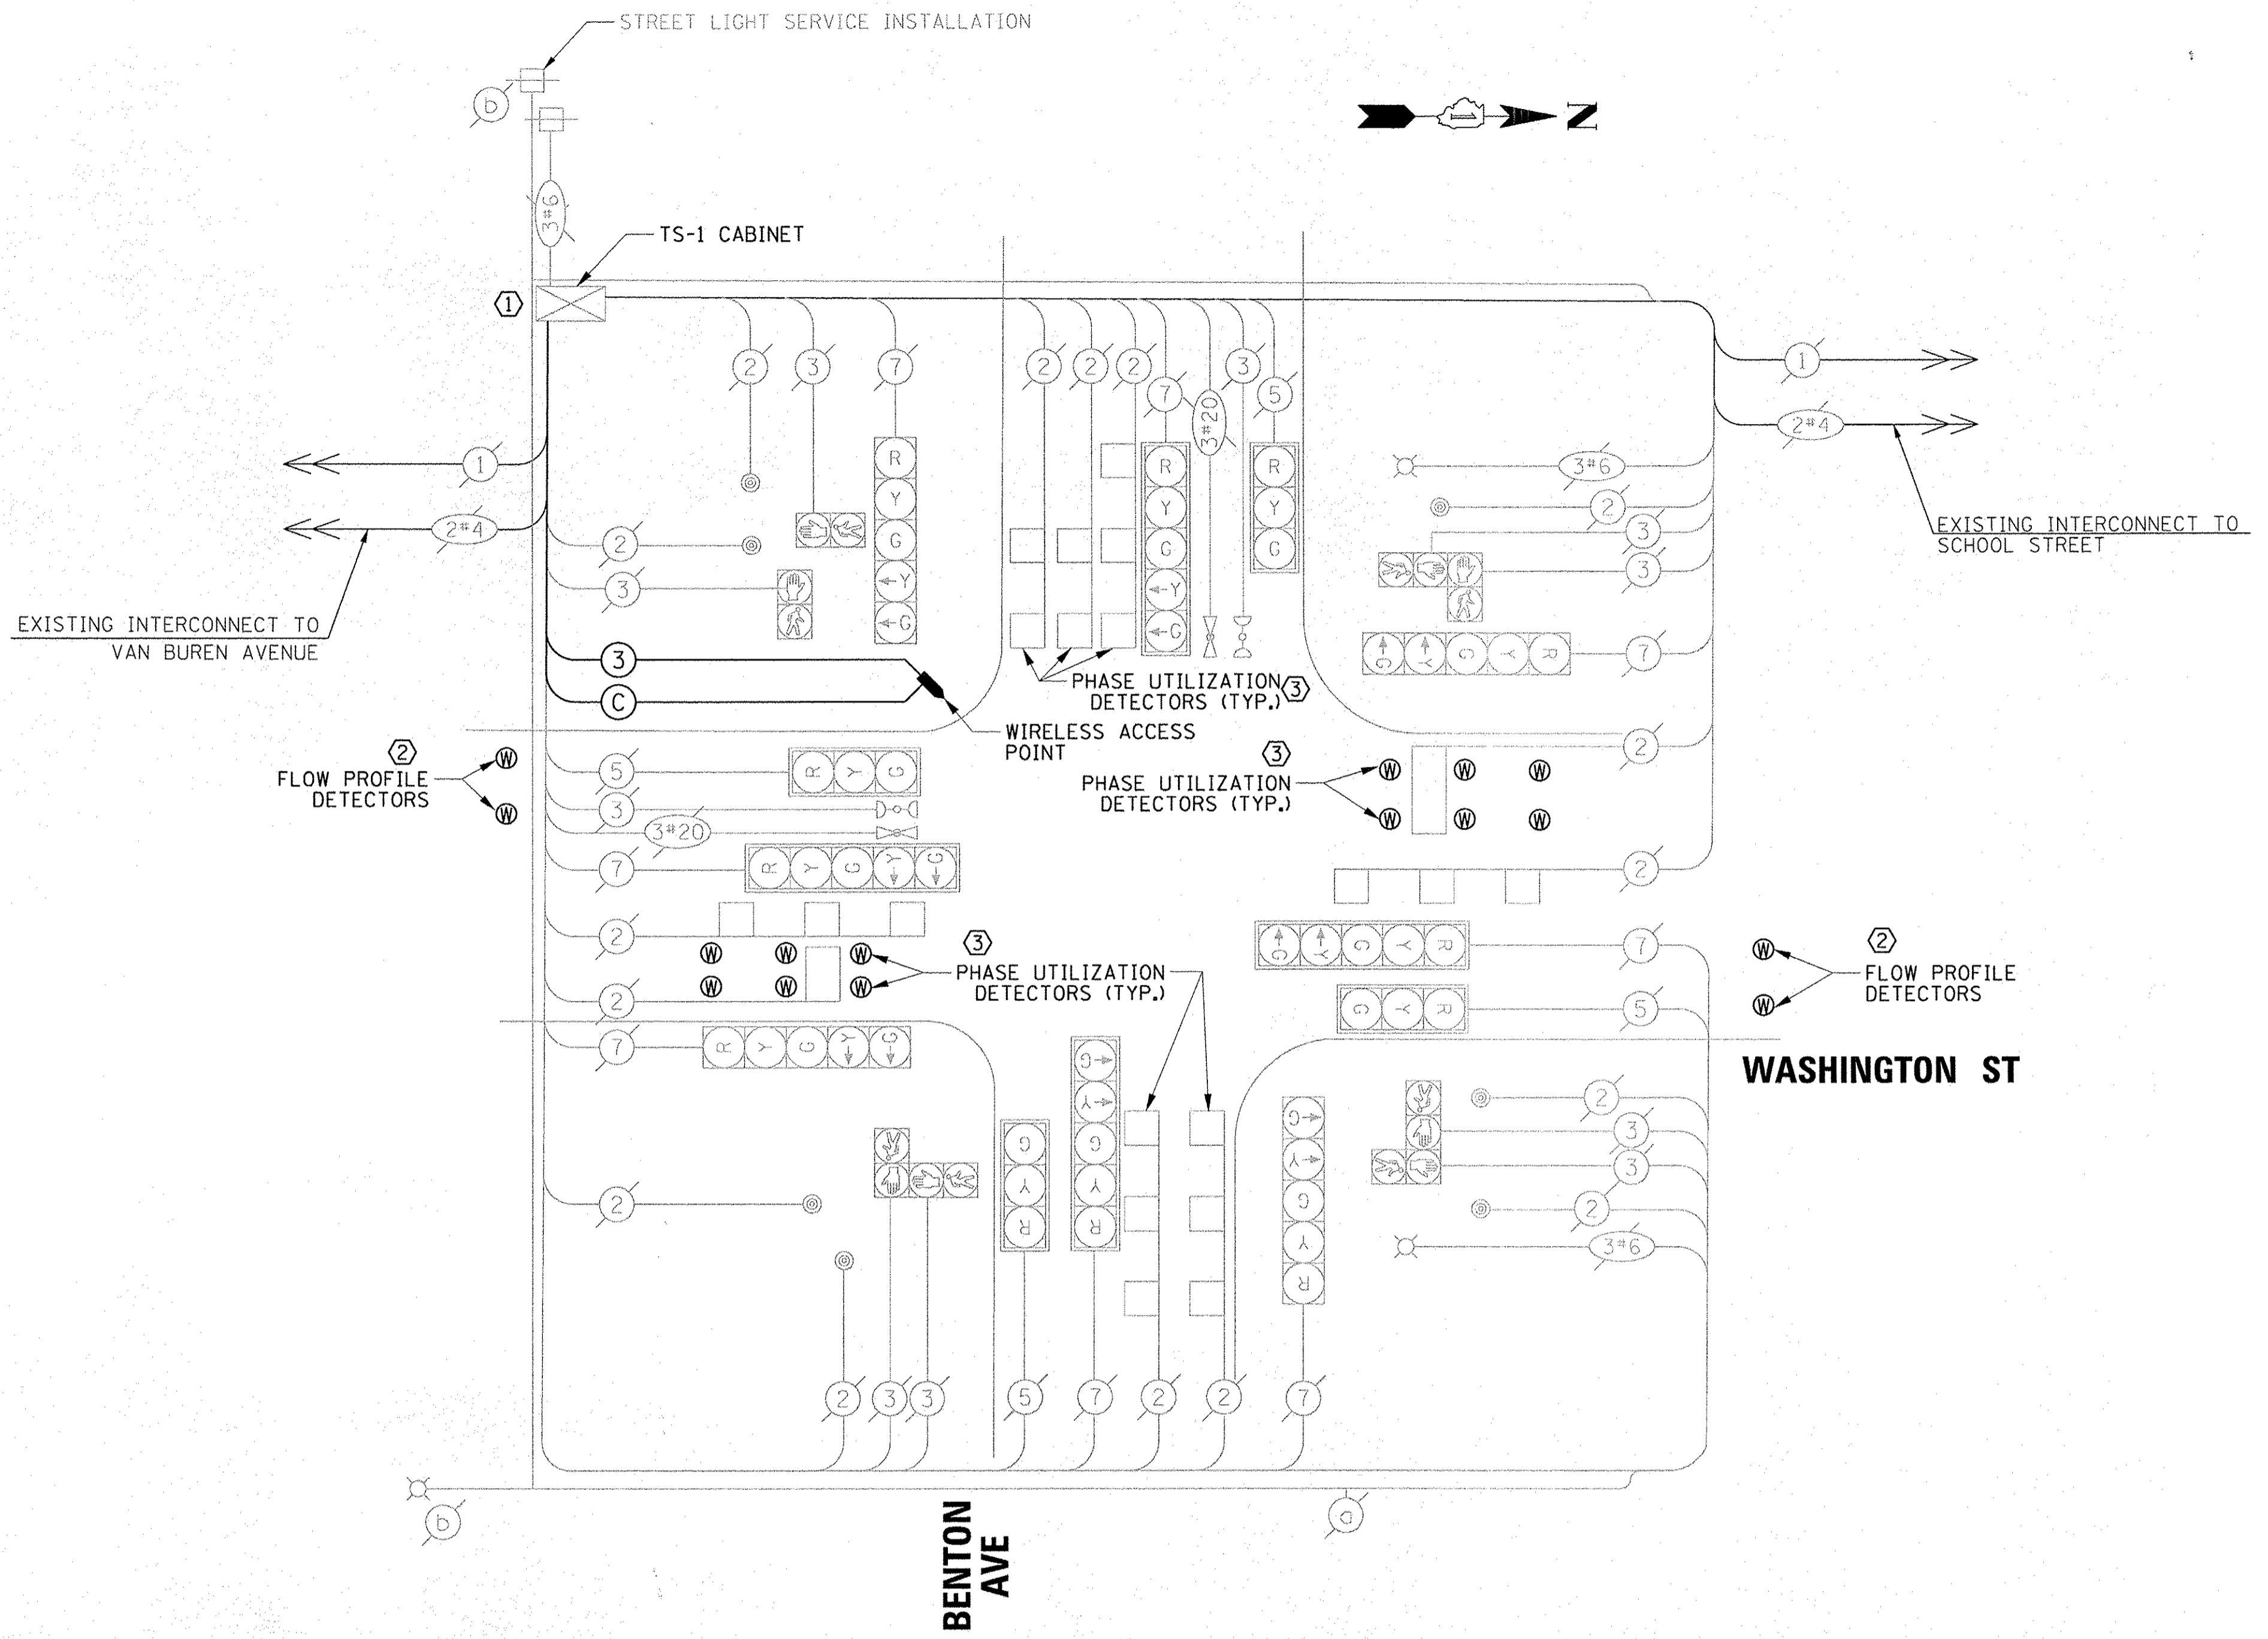 STREET LIGHT SERVICE INSTALLATION
b
N
3#6
TS-1 CABINET
1
2
3
7
2
2
2
7
3#20
3
5
1
2#4
EXISTING INTERCONNECT TO
SCHOOL STREET
1
2#4
EXISTING INTERCONNECT TO
VAN BUREN AVENUE
2
3
R
Y
G
Y
G
R
Y
G
Y
G
R
Y
G
3#6
2
3
3
G Y G Y R
7
3
C
WIRELESS ACCESS
POINT
PHASE UTILIZATION
DETECTORS (TYP.)
3
2
FLOW PROFILE
DETECTORS
W
W
5
R Y G
3
3#20
7
R Y G Y G
3
PHASE UTILIZATION
DETECTORS (TYP.)
W W W
W W W
2
2
2
W W W
W W W
2
3
PHASE UTILIZATION
DETECTORS (TYP.)
G Y G Y R
7
G Y R
5
W
W
2
FLOW PROFILE
DETECTORS
7
R Y G Y G
WASHINGTON ST
2
G
Y
R
G
Y
G
Y
R
G
Y
G
Y
R
2
3
3
2
3#6
2
3
3
5
7
2
2
7
b
a
BENTON
AVE